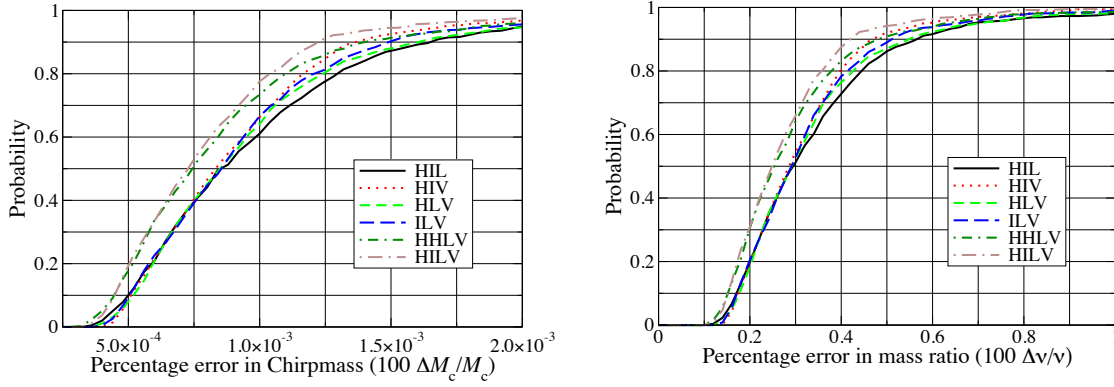 1
0.8
0.6
0.4
0.2
0
Probability
HIL
HIV
HLV
ILV
HHLV
HILV
5.0×10⁻⁴ 1.0×10⁻³ 1.5×10⁻³ 2.0×10⁻³
Percentage error in Chirpmass (100 ΔM_c/M_c)
1
0.8
0.6
0.4
0.2
0
Probability
HIL
HIV
HLV
ILV
HHLV
HILV
0 0.2 0.4 0.6 0.8 1
Percentage error in mass ratio (100 Δν/ν)